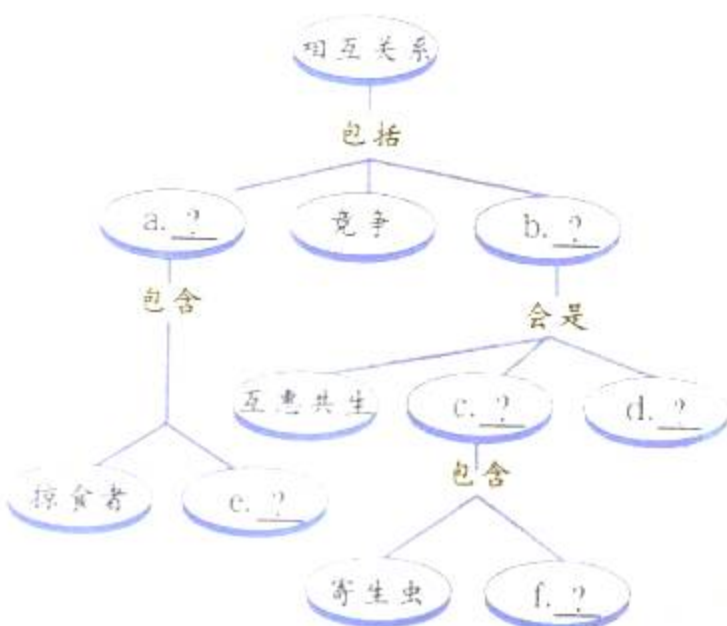 相互关系
包括
a. ?
竞争
b. ?
包含
会是
互惠共生
c. ?
d. ?
掠食者
e. ?
包含
寄生虫
f. ?